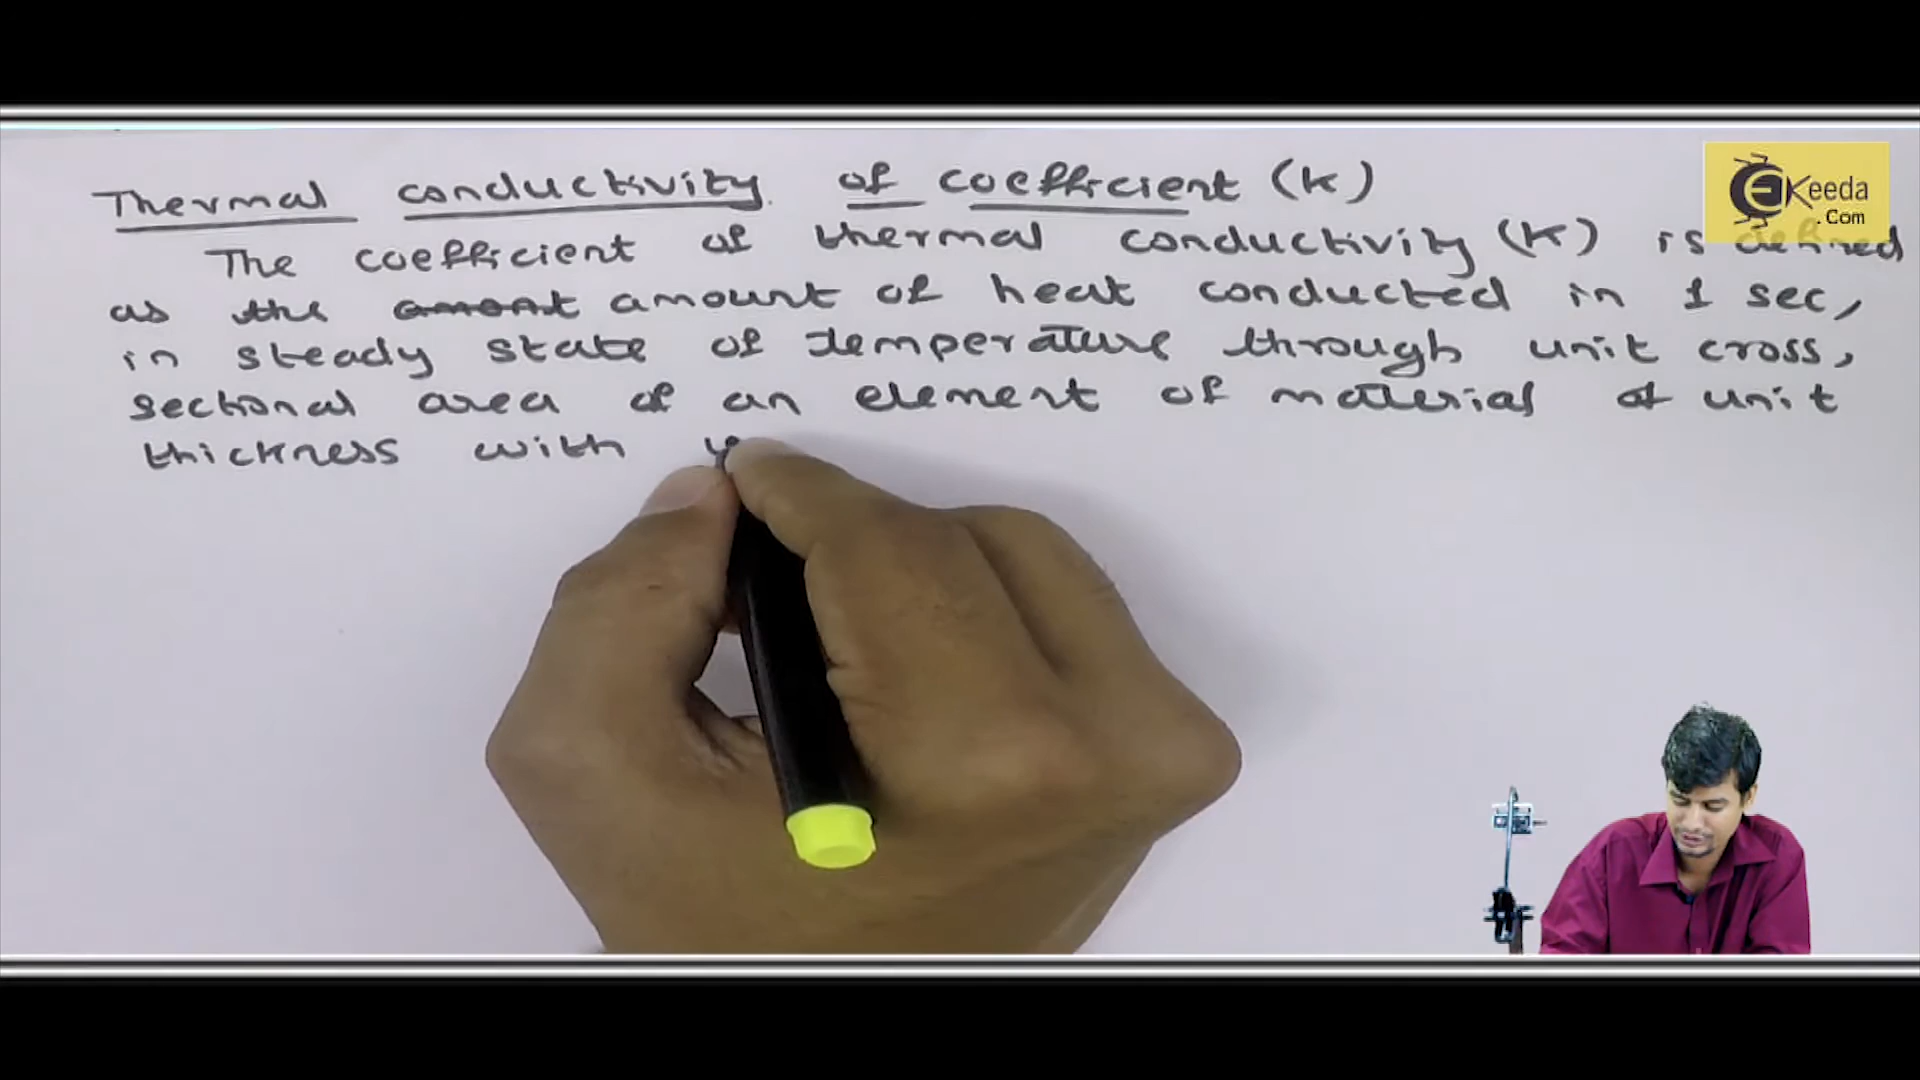 Thermal conductivity of coefficient (K)
Keeda
.Com
The coefficient of thermal conductivity (K) is defined
as the amont amount of heat conducted in 1 sec,
in steady state of temperature through unit cross,
sectional area of an element of material of unit
thickness with